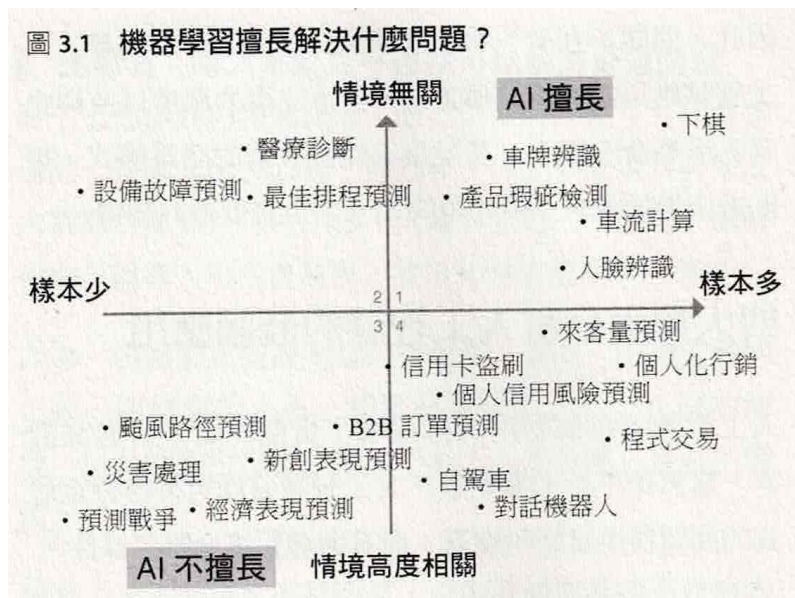 圖 3.1 機器學習擅長解決什麼問題?
情境無關
AI 擅長
下棋
• 醫療診斷
• 車牌辨識
• 設備故障預測
• 最佳排程預測
• 產品瑕疵檢測
• 車流計算
• 人臉辨識
樣本少
樣本多
2 1
3 4
• 來客量預測
• 信用卡盜刷
• 個人化行銷
• 個人信用風險預測
• 颱風路徑預測
• B2B 訂單預測
• 程式交易
• 災害處理
• 新創表現預測
• 自駕車
• 預測戰爭
• 經濟表現預測
• 對話機器人
AI 不擅長
情境高度相關